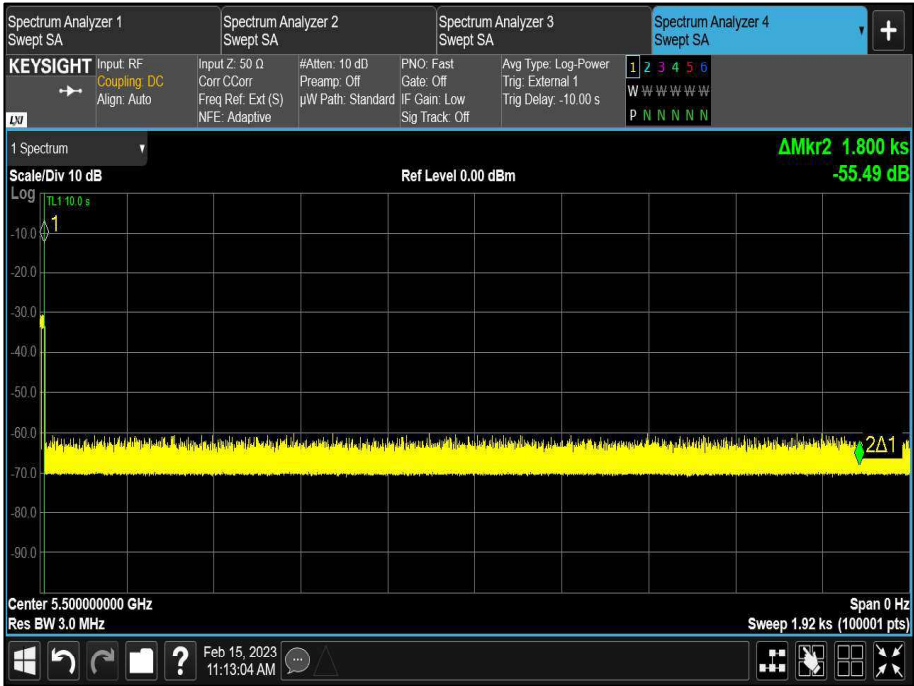 Spectrum Analyzer 1
Swept SA
Spectrum Analyzer 2
Swept SA
Spectrum Analyzer 3
Swept SA
Spectrum Analyzer 4
Swept SA
+
KEYSIGHT
LXI
Input: RF
Coupling: DC
Align: Auto
Input Z: 50 Ω
Corr CCorr
Freq Ref: Ext (S)
NFE: Adaptive
#Atten: 10 dB
Preamp: Off
µW Path: Standard
PNO: Fast
Gate: Off
IF Gain: Low
Sig Track: Off
Avg Type: Log-Power
Trig: External 1
Trig Delay: -10.00 s
1 2 3 4 5 6
W W W W W W
P N N N N N
1 Spectrum
ΔMkr2 1.800 ks
-55.49 dB
Scale/Div 10 dB
Ref Level 0.00 dBm
Log
TL1 10.0 s
1
-10.0
-20.0
-30.0
-40.0
-50.0
-60.0
2Δ1
-70.0
-80.0
-90.0
Center 5.500000000 GHz
Span 0 Hz
Res BW 3.0 MHz
Sweep 1.92 ks (100001 pts)
?
Feb 15, 2023
11:13:04 AM